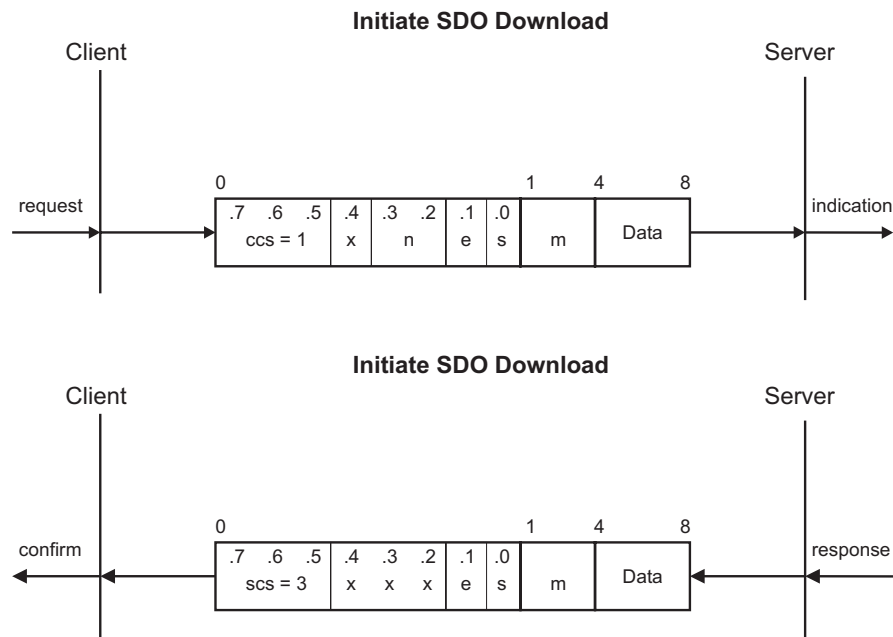 Initiate SDO Download
Client Server
0 1 4 8
request indication
.7 .6 .5 .4 .3 .2 .1 .0
ccs = 1 x n e s m Data
Initiate SDO Download
Client Server
0 1 4 8
confirm response
.7 .6 .5 .4 .3 .2 .1 .0
scs = 3 x x x e s m Data